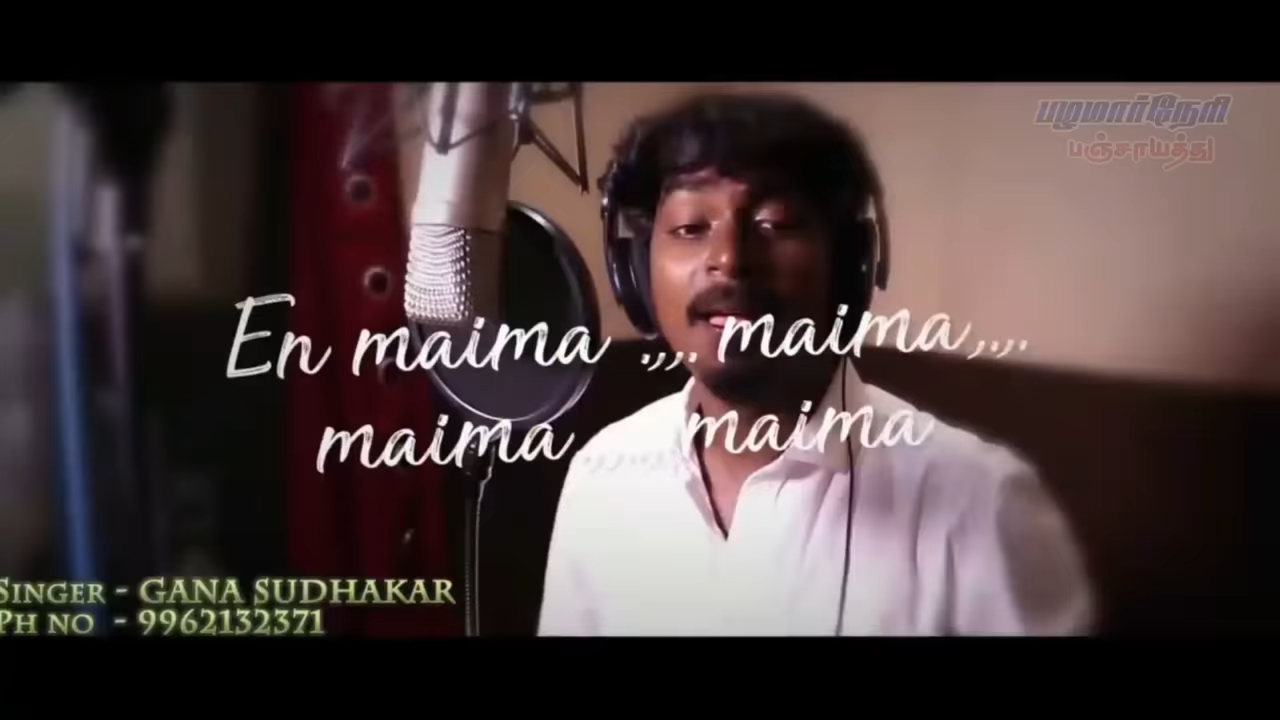 பழமார்நேரி
பஞ்சாயத்து
En maima .,,. maima,.,.
maima.,..,, maima
SINGER - GANA SUDHAKAR
PH NO - 9962132371